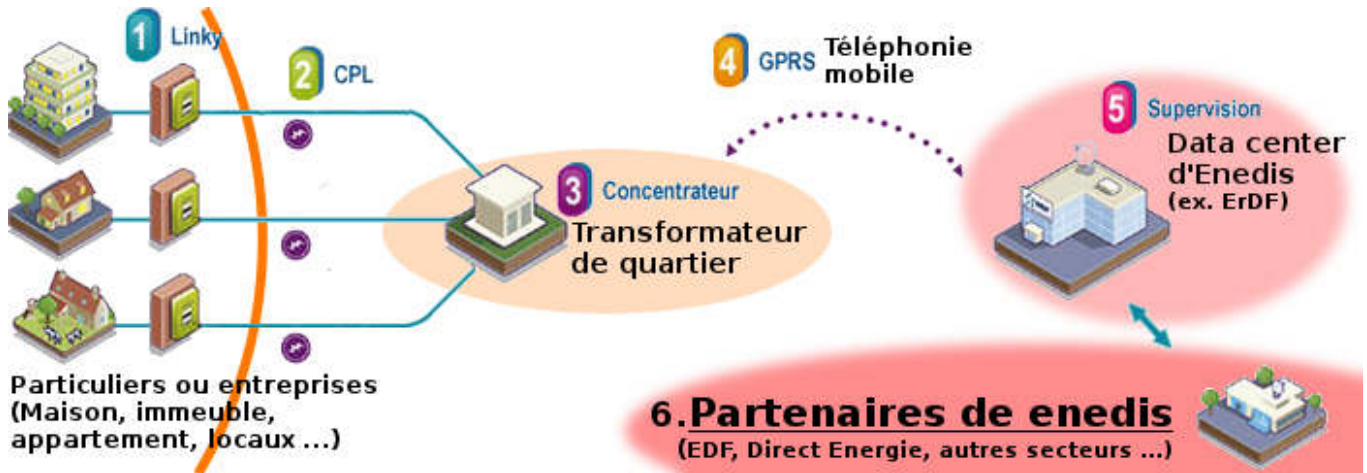 1 Linky
2 CPL
4 GPRS Téléphonie
mobile
5 Supervision
Data center
d'Enedis
(ex. ErDF)
3 Concentrateur
Transformateur
de quartier
Particuliers ou entreprises
(Maison, immeuble,
appartement, locaux ...)
6.Partenaires de enedis
(EDF, Direct Energie, autres secteurs ...)